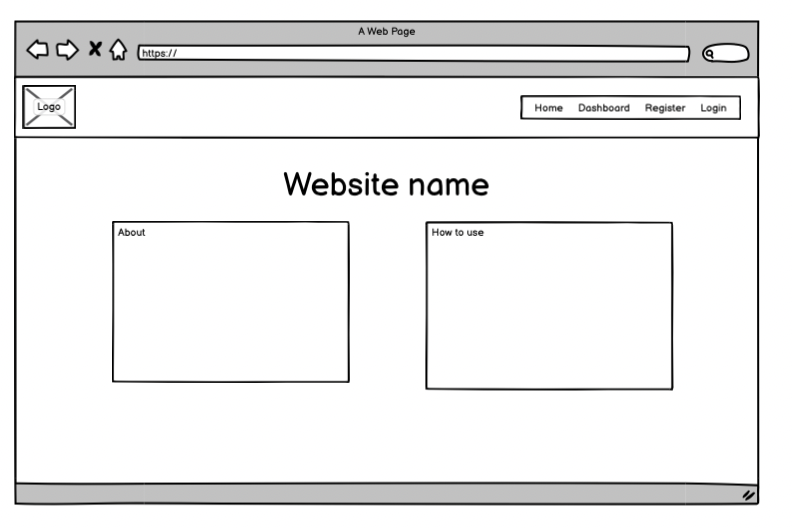 A Web Page
https://
Logo
Home Dashboard Register Login
Website name
About
How to use